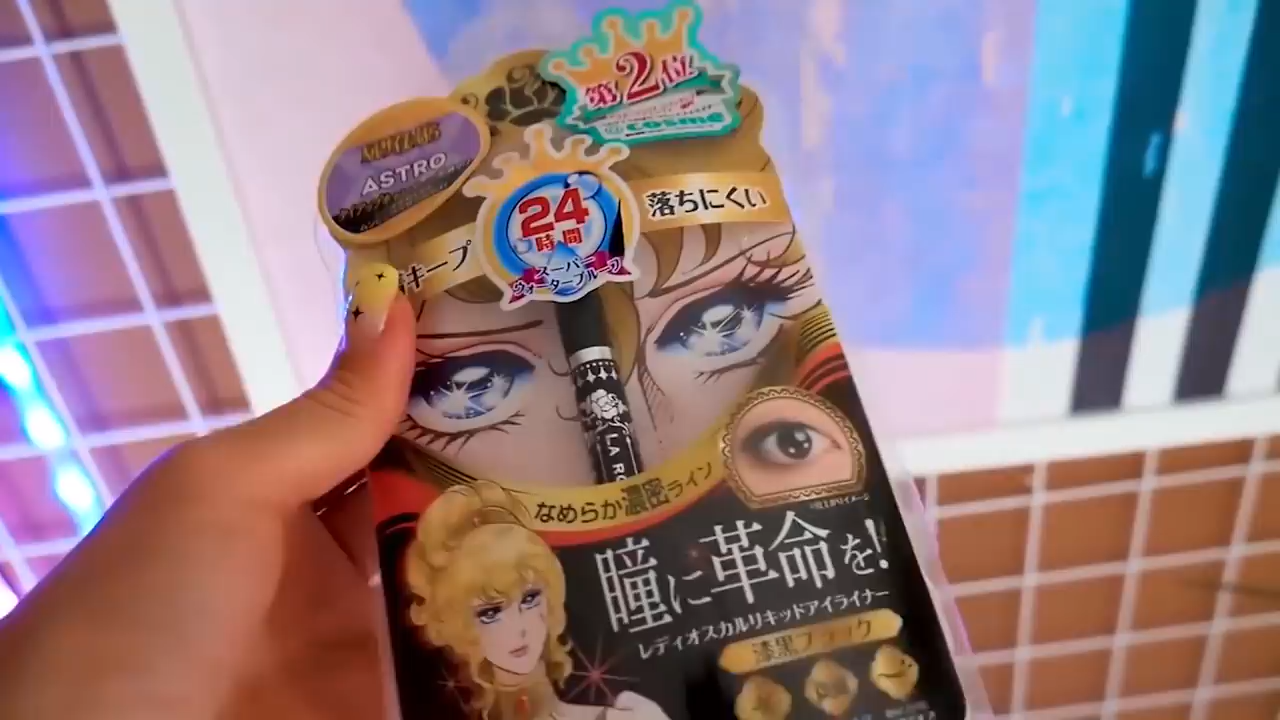 第2位
@cosme
ASTRO
落ちにくい
キープ
24
時間
スーパー
ウォータープルーフ
LA RO
なめらか濃密ライン
瞳に革命を!
レディオスカルリキッドアイライナー
漆黒ブラック